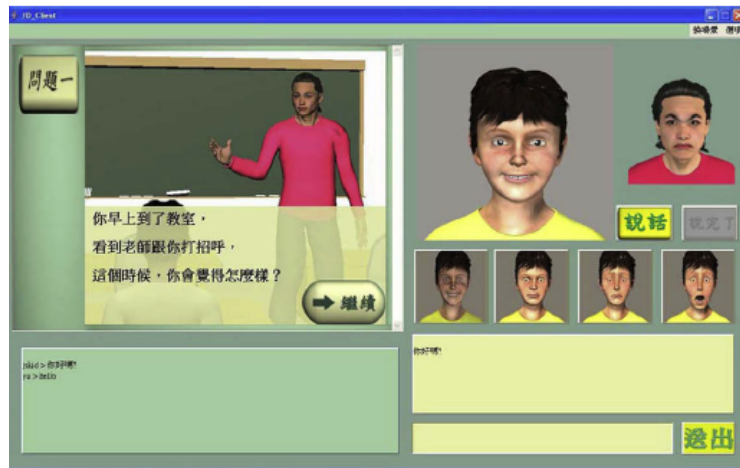 3D_Client
問題一
你早上到了教室，
看到老師跟你打招呼，
這個時候，你會覺得怎麼樣？
繼續
說話
說完了
你好嗎?
送出